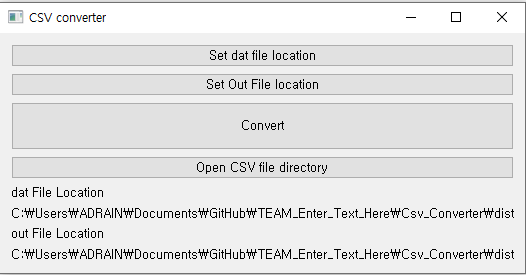 CSV converter
Set dat file location
Set Out File location
Convert
Open CSV file directory
dat File Location
C:₩Users₩ADRAIN₩Documents₩GitHub₩TEAM_Enter_Text_Here₩Csv_Converter₩dist
out File Location
C:₩Users₩ADRAIN₩Documents₩GitHub₩TEAM_Enter_Text_Here₩Csv_Converter₩dist